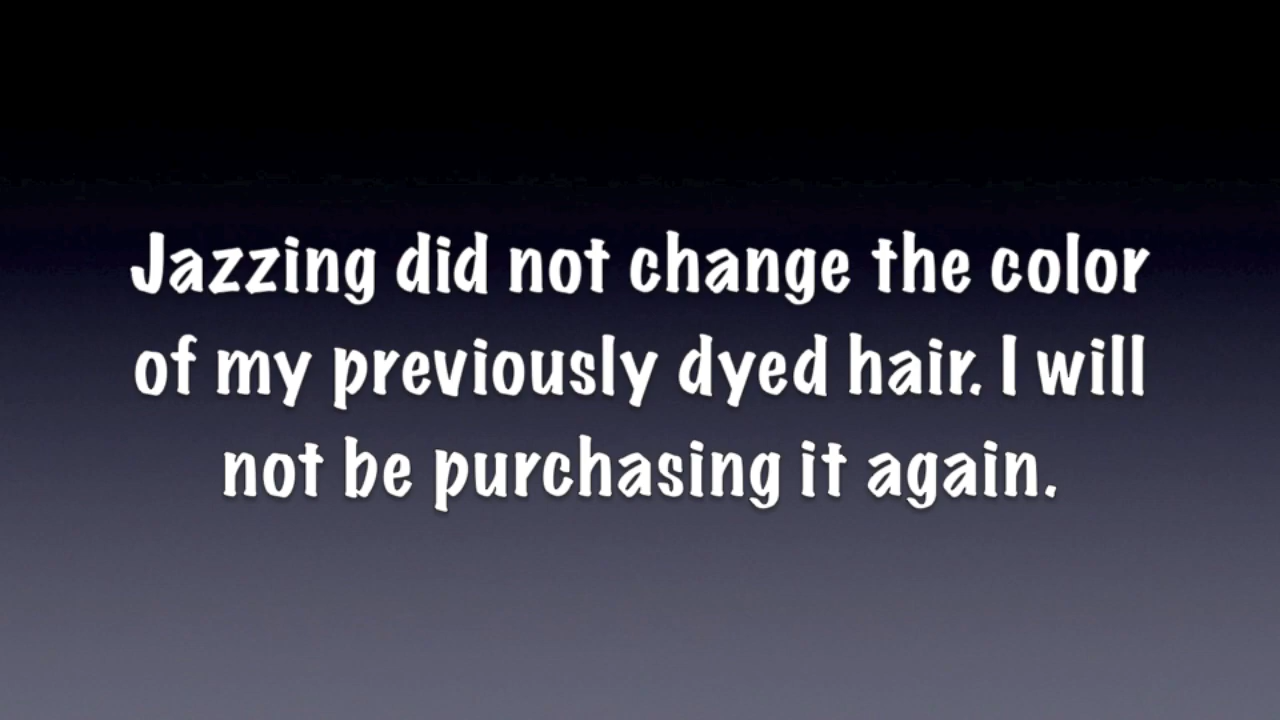 Jazzing did not change the color
of my previously dyed hair. I will
not be purchasing it again.